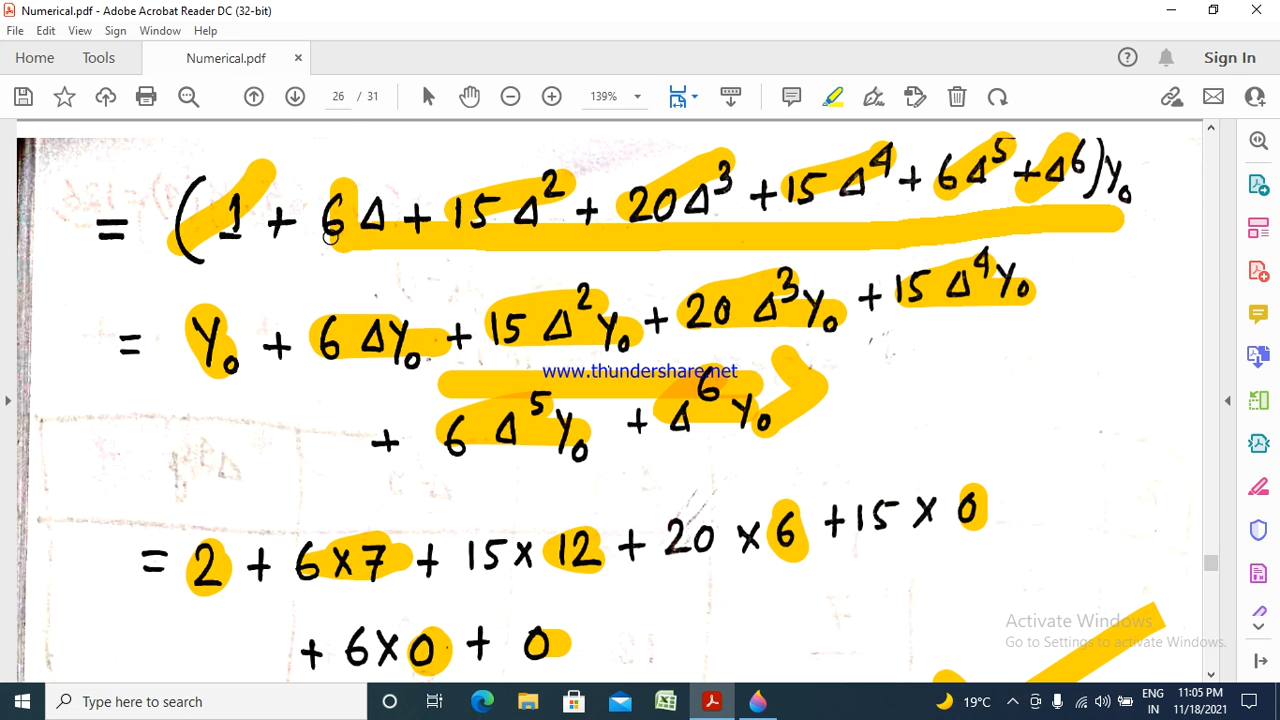 Numerical.pdf - Adobe Acrobat Reader DC (32-bit)
File Edit View Sign Window Help
Home Tools Numerical.pdf × Sign In
26 / 31 139%
= (1 + 6Δ + 15Δ² + 20Δ³ + 15Δ⁴ + 6Δ⁵ + Δ⁶)y₀
= y₀ + 6Δy₀ + 15Δ²y₀ + 20Δ³y₀ + 15Δ⁴y₀
www.thundershare.net
+ 6Δ⁵y₀ + Δ⁶y₀
= 2 + 6×7 + 15×12 + 20×6 + 15×0
+ 6×0 + 0
Activate Windows
Go to Settings to activate Windows.
Type here to search 19°C ENG IN 11:05 PM 11/18/2021